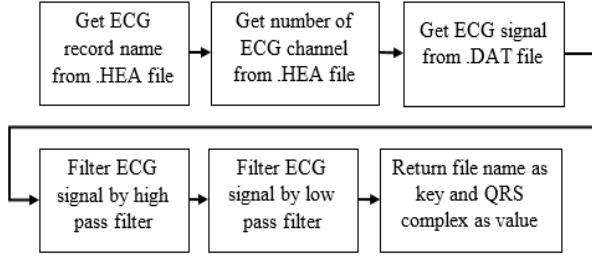 Get ECG
record name
from .HEA file
Get number of
ECG channel
from .HEA file
Get ECG signal
from .DAT file
Filter ECG
signal by high
pass filter
Filter ECG
signal by low
pass filter
Return file name as
key and QRS
complex as value